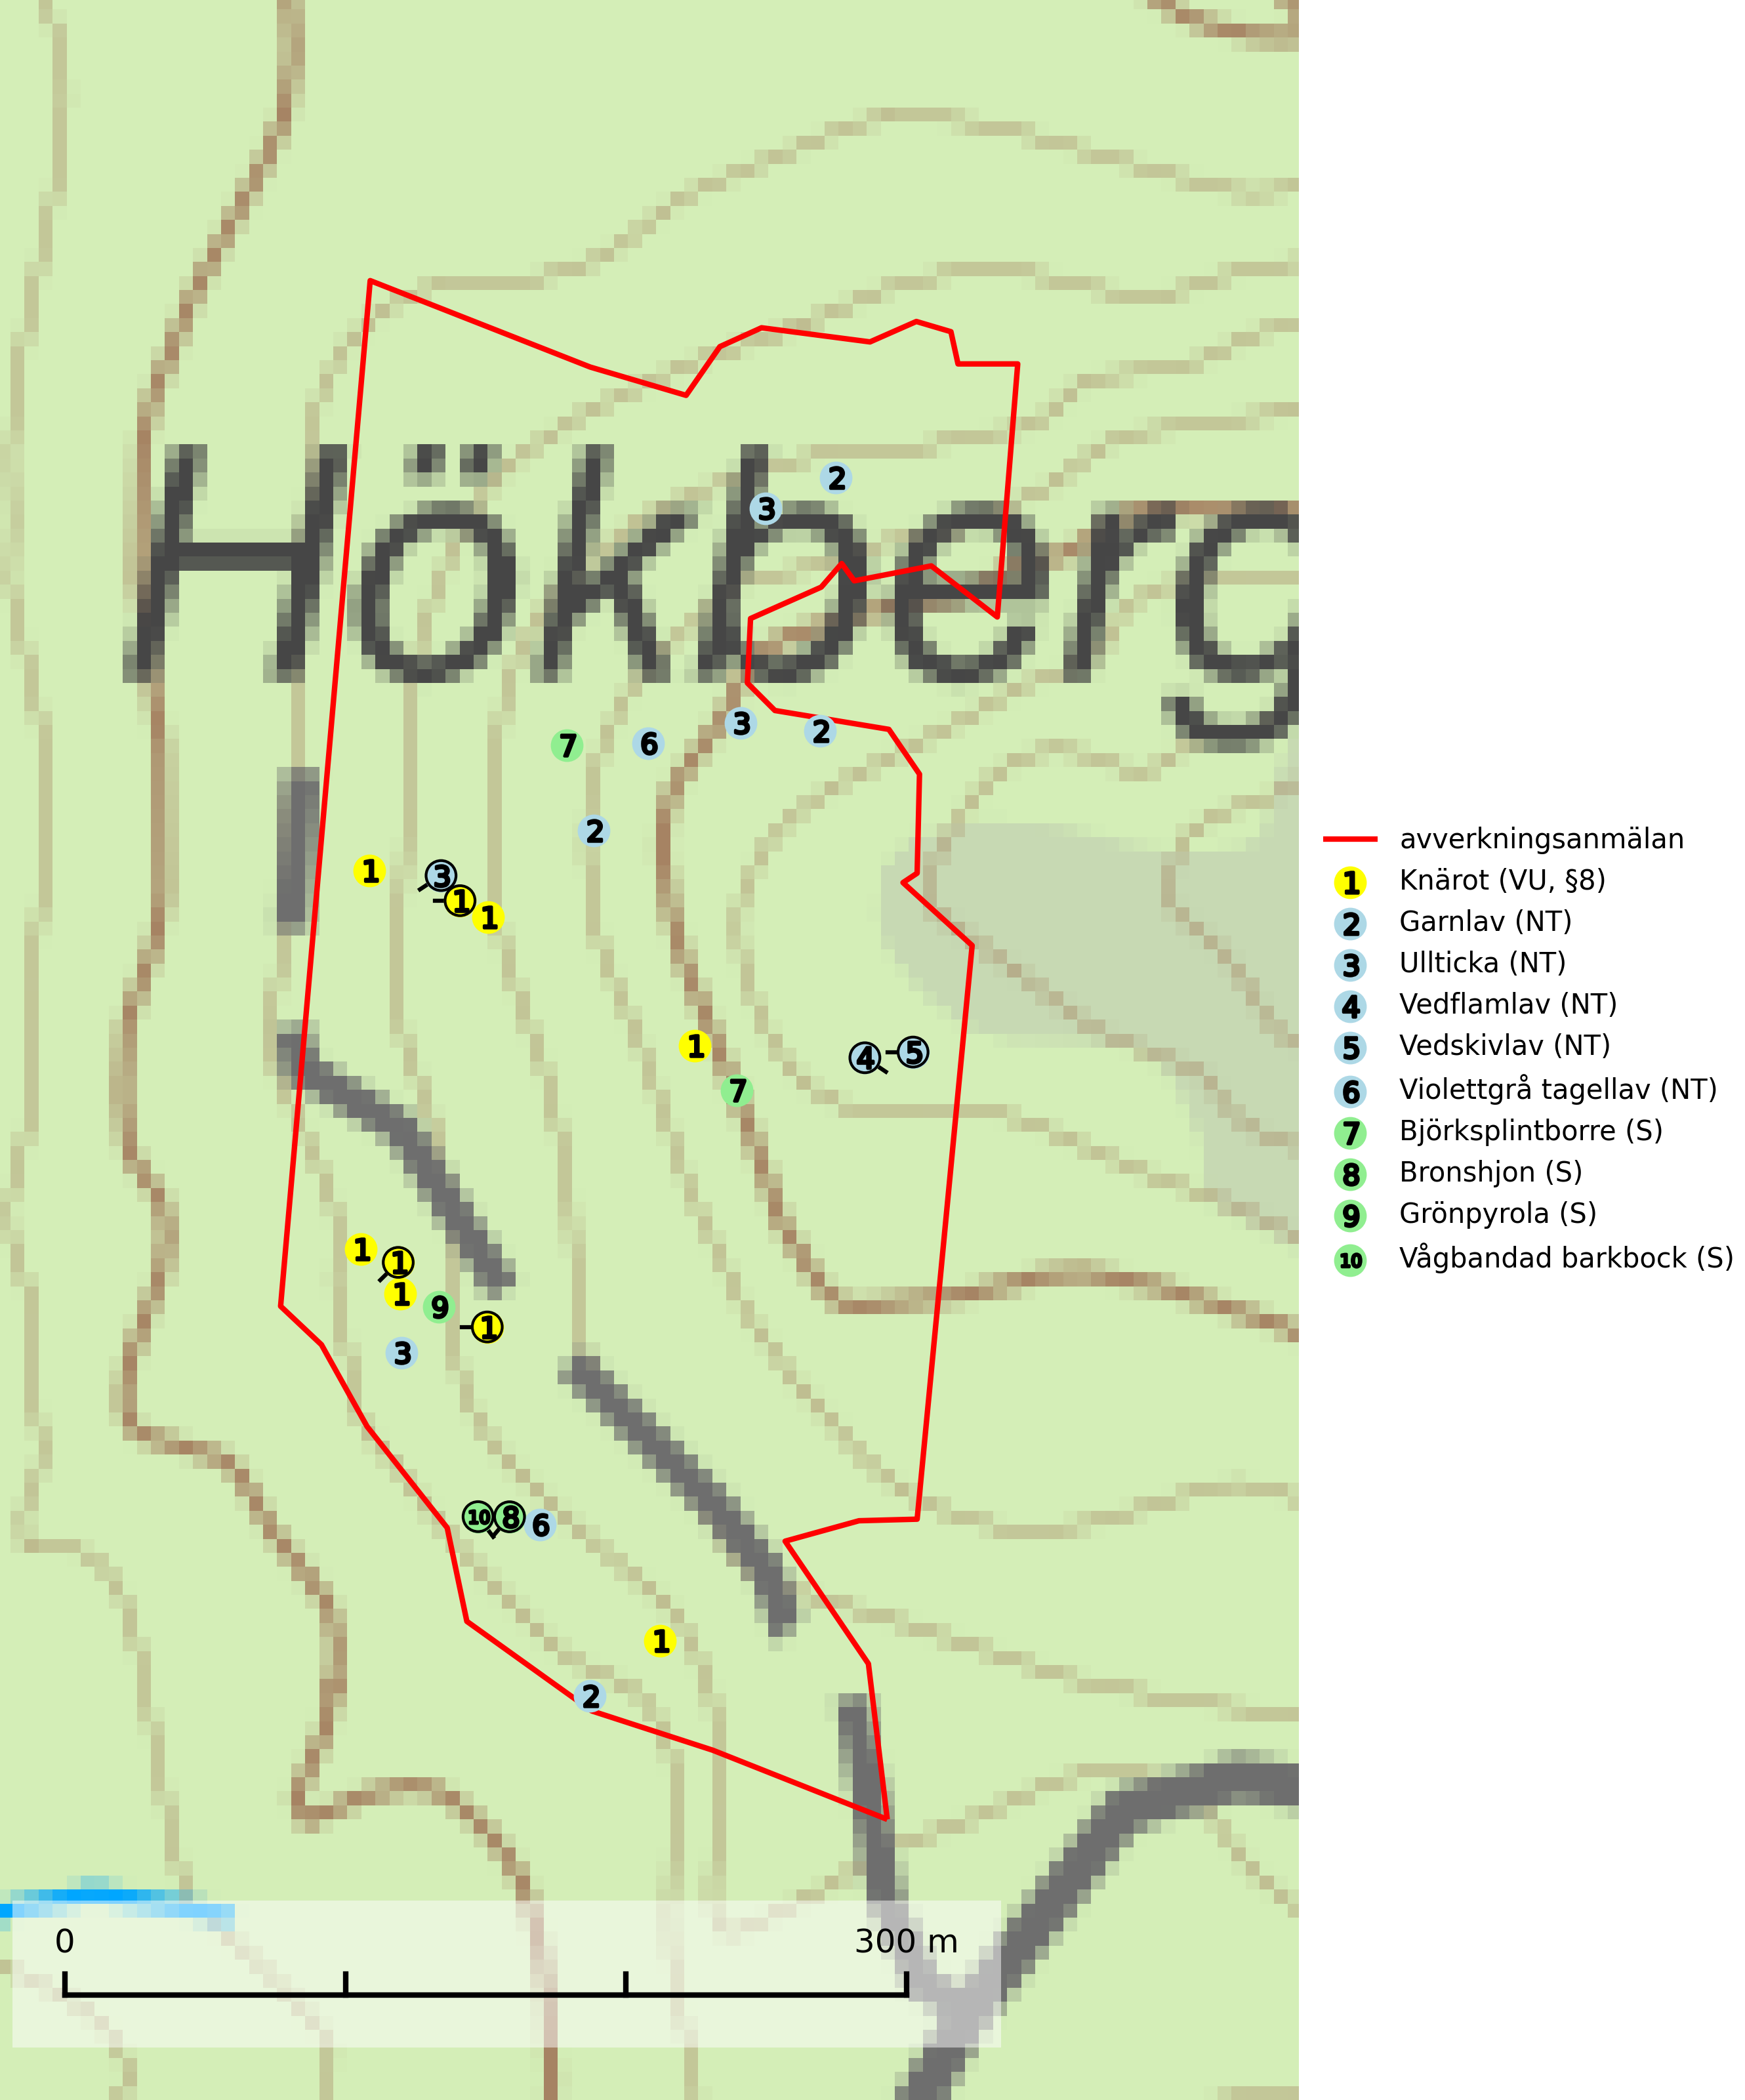 Hökberg
2
3
3
2
7
6
2
1
3
1
1
1
7
4
5
1
1
1
9
1
3
10
8
6
1
2
0
300 m
avverkningsanmälan
1 Knärot (VU, §8)
2 Garnlav (NT)
3 Ullticka (NT)
4 Vedflamlav (NT)
5 Vedskivlav (NT)
6 Violettgrå tagellav (NT)
7 Björksplintborre (S)
8 Bronshjon (S)
9 Grönpyrola (S)
10 Vågbandad barkbock (S)